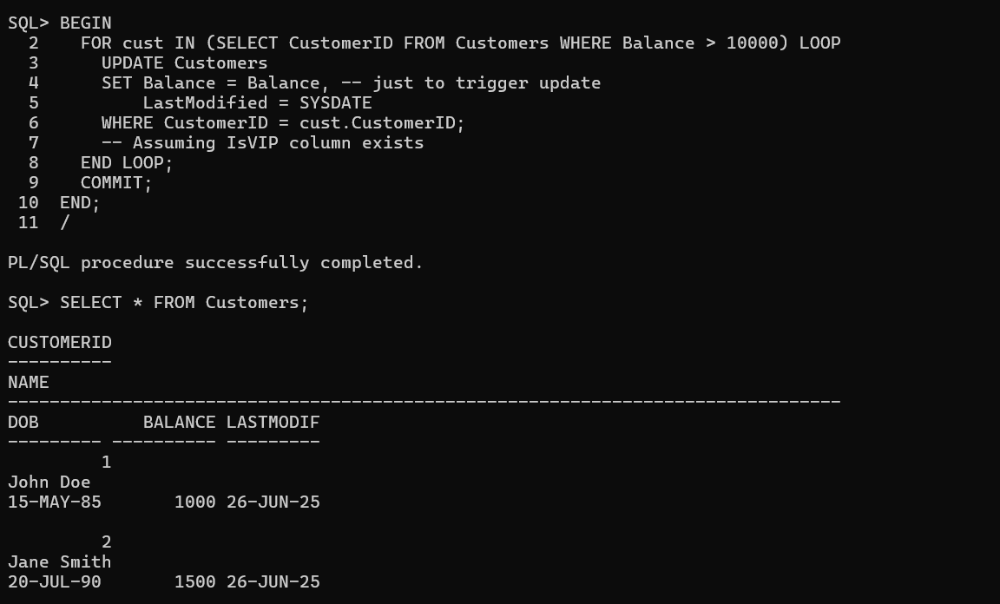 SQL> BEGIN
  2    FOR cust IN (SELECT CustomerID FROM Customers WHERE Balance > 10000) LOOP
  3      UPDATE Customers
  4      SET Balance = Balance, -- just to trigger update
  5          LastModified = SYSDATE
  6      WHERE CustomerID = cust.CustomerID;
  7      -- Assuming IsVIP column exists
  8    END LOOP;
  9    COMMIT;
 10  END;
 11  /
PL/SQL procedure successfully completed.
SQL> SELECT * FROM Customers;
CUSTOMERID
----------
NAME
--------------------------------------------------------------------------------
DOB          BALANCE LASTMODIF
--------- ---------- ---------
         1
John Doe
15-MAY-85       1000 26-JUN-25
         2
Jane Smith
20-JUL-90       1500 26-JUN-25